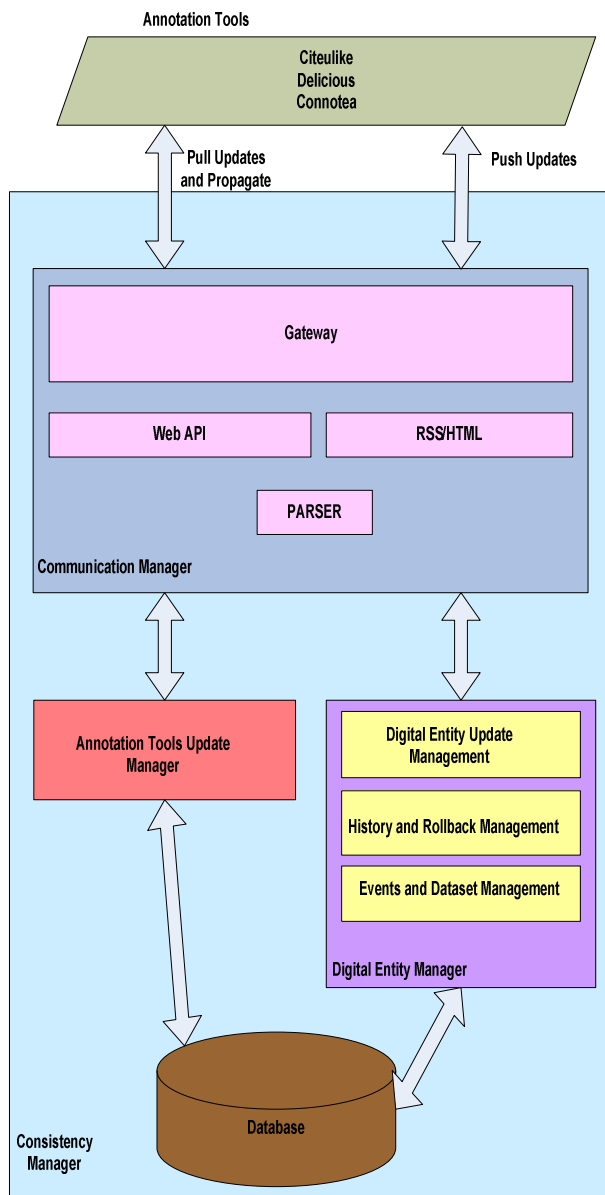 Annotation Tools
Citeulike
Delicious
Connotea
Pull Updates
and Propagate
Push Updates
Gateway
Web API
RSS/HTML
PARSER
Communication Manager
Annotation Tools Update
Manager
Digital Entity Update
Management
History and Rollback Management
Events and Dataset Management
Digital Entity Manager
Database
Consistency
Manager